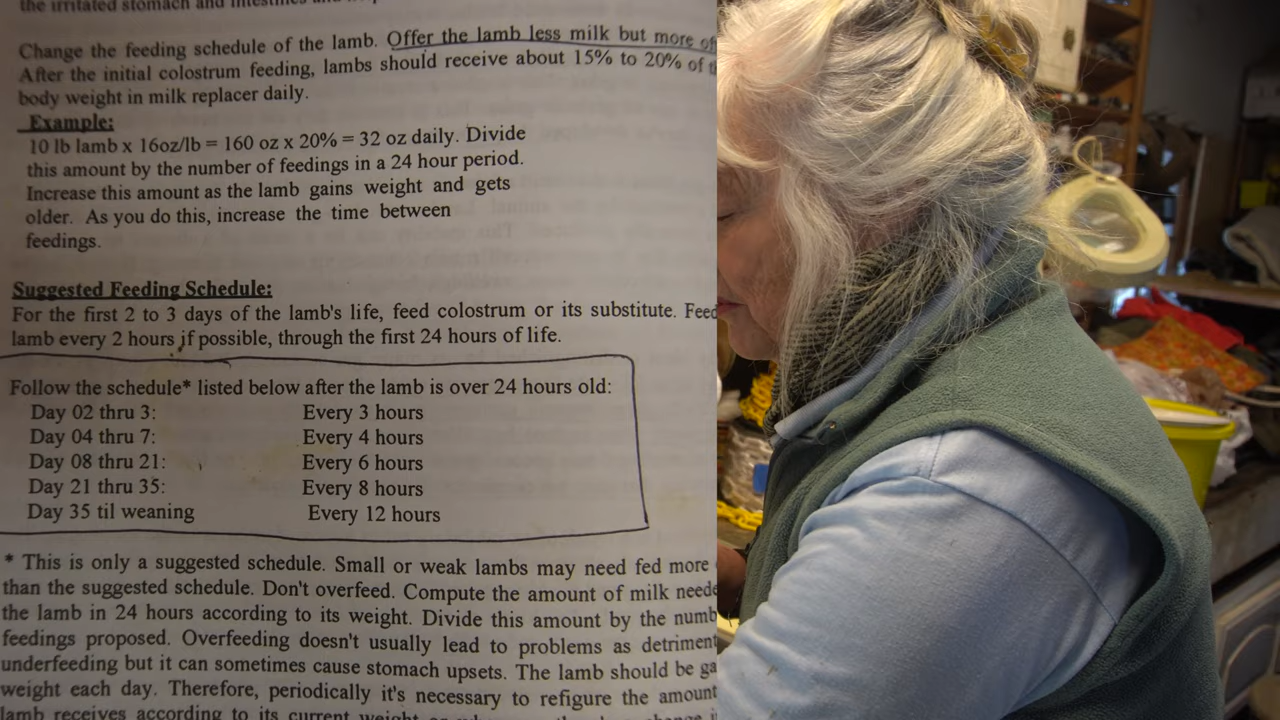 the irritated stomach and intestines and
Change the feeding schedule of the lamb. Offer the lamb less milk but more of
After the initial colostrum feeding, lambs should receive about 15% to 20% of
body weight in milk replacer daily.
Example:
10 lb lamb x 16oz/lb = 160 oz x 20% = 32 oz daily. Divide
this amount by the number of feedings in a 24 hour period.
Increase this amount as the lamb gains weight and gets
older. As you do this, increase the time between
feedings.
Suggested Feeding Schedule:
For the first 2 to 3 days of the lamb's life, feed colostrum or its substitute. Feed
lamb every 2 hours if possible, through the first 24 hours of life.
Follow the schedule* listed below after the lamb is over 24 hours old:
Day 02 thru 3: Every 3 hours
Day 04 thru 7: Every 4 hours
Day 08 thru 21: Every 6 hours
Day 21 thru 35: Every 8 hours
Day 35 til weaning Every 12 hours
* This is only a suggested schedule. Small or weak lambs may need fed more
than the suggested schedule. Don't overfeed. Compute the amount of milk neede
the lamb in 24 hours according to its weight. Divide this amount by the numb
feedings proposed. Overfeeding doesn't usually lead to problems as detriment
underfeeding but it can sometimes cause stomach upsets. The lamb should be ga
weight each day. Therefore, periodically it's necessary to refigure the amount
lamb receives according to its current weight